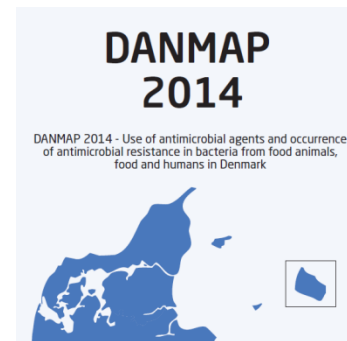 DANMAP
2014
DANMAP 2014 - Use of antimicrobial agents and occurrence
of antimicrobial resistance in bacteria from food animals,
food and humans in Denmark